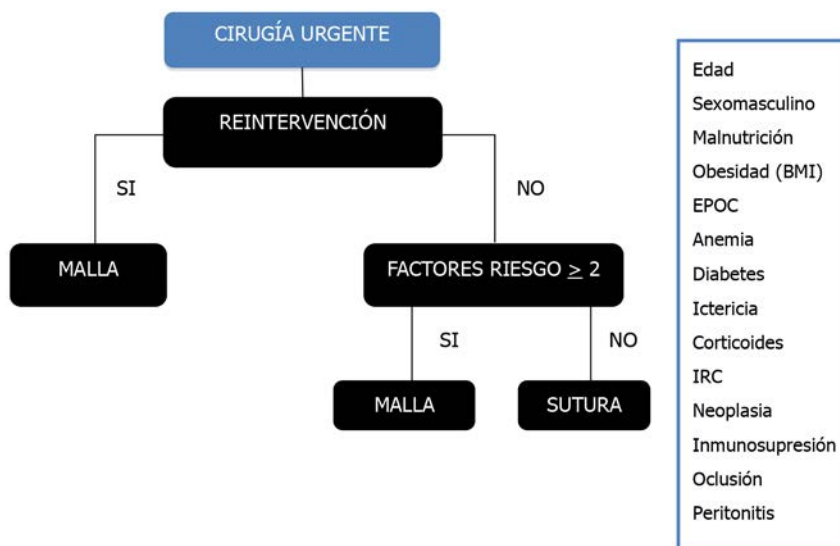 CIRUGÍA URGENTE
REINTERVENCIÓN
SI
NO
MALLA
FACTORES RIESGO ≥ 2
SI
NO
MALLA
SUTURA
Edad
Sexomasculino
Malnutrición
Obesidad (BMI)
EPOC
Anemia
Diabetes
Ictericia
Corticoides
IRC
Neoplasia
Inmunosupresión
Oclusión
Peritonitis